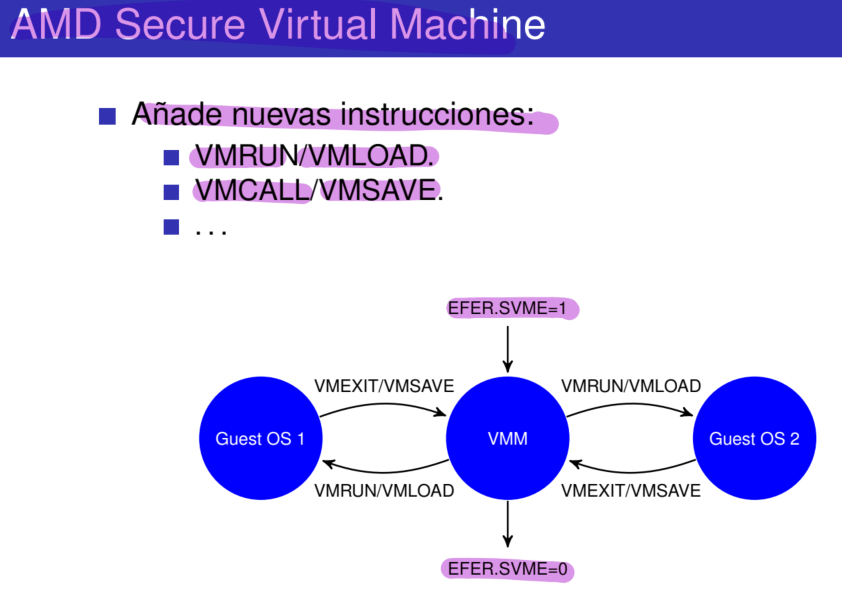 AMD Secure Virtual Machine
Añade nuevas instrucciones:
VMRUN/VMLOAD.
VMCALL/VMSAVE.
...
EFER.SVME=1
VMEXIT/VMSAVE VMRUN/VMLOAD
Guest OS 1 VMM Guest OS 2
VMRUN/VMLOAD VMEXIT/VMSAVE
EFER.SVME=0